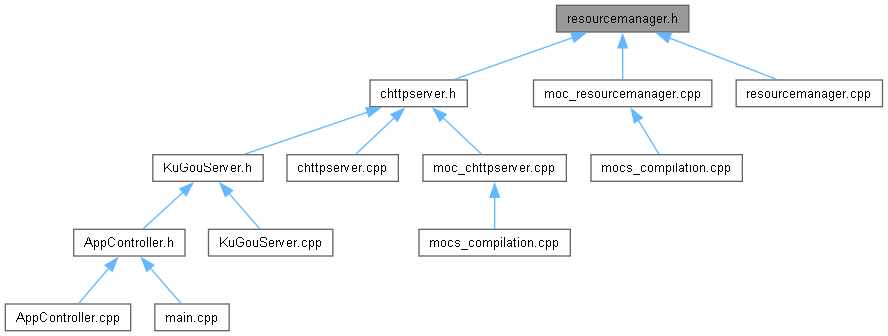 resourcemanager.h
chttpserver.h
moc_resourcemanager.cpp
resourcemanager.cpp
KuGouServer.h
chttpserver.cpp
moc_chttpserver.cpp
mocs_compilation.cpp
AppController.h
KuGouServer.cpp
mocs_compilation.cpp
AppController.cpp
main.cpp